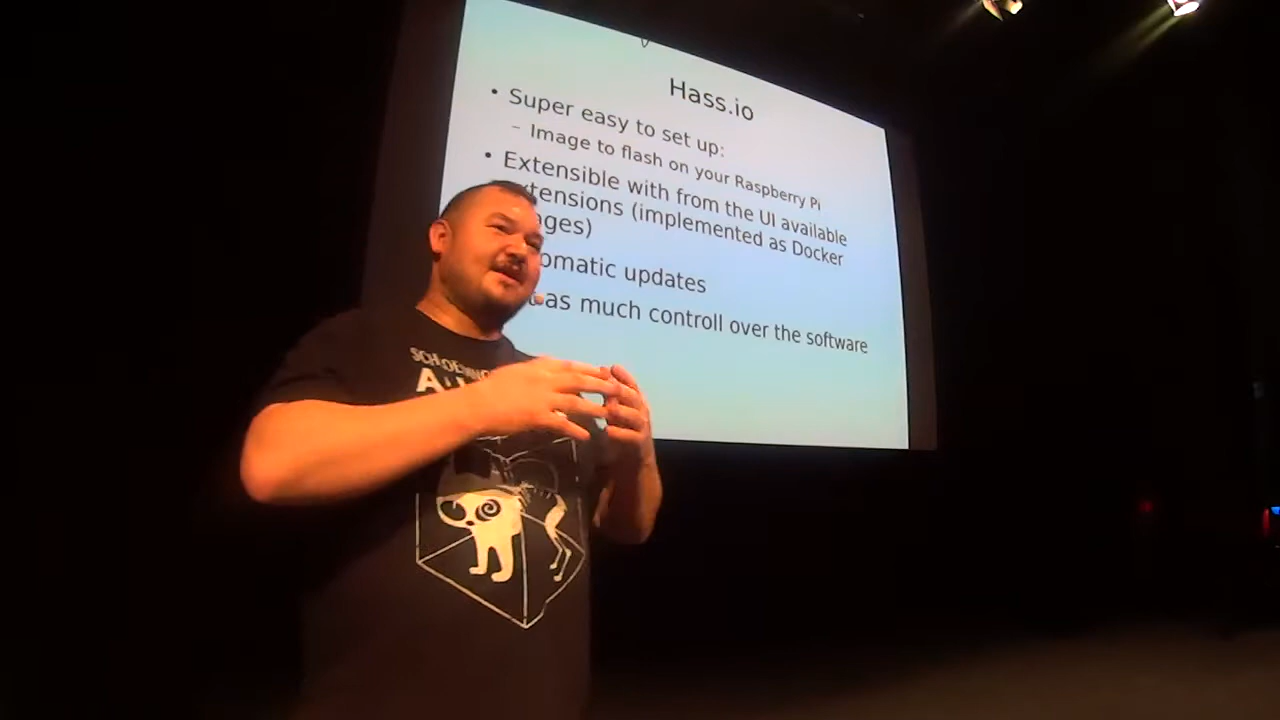 Hass.io
• Super easy to set up:
– Image to flash on your Raspberry Pi
• Extensible with from the UI available
xtensions (implemented as Docker
ages)
omatic updates
as much controll over the software